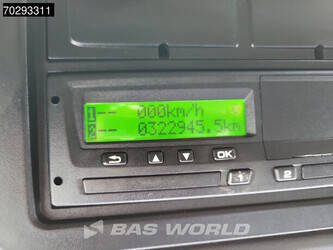 70293311
1-- 000km/h
2-- 0322945.5km
OK
1 2
BAS WORLD